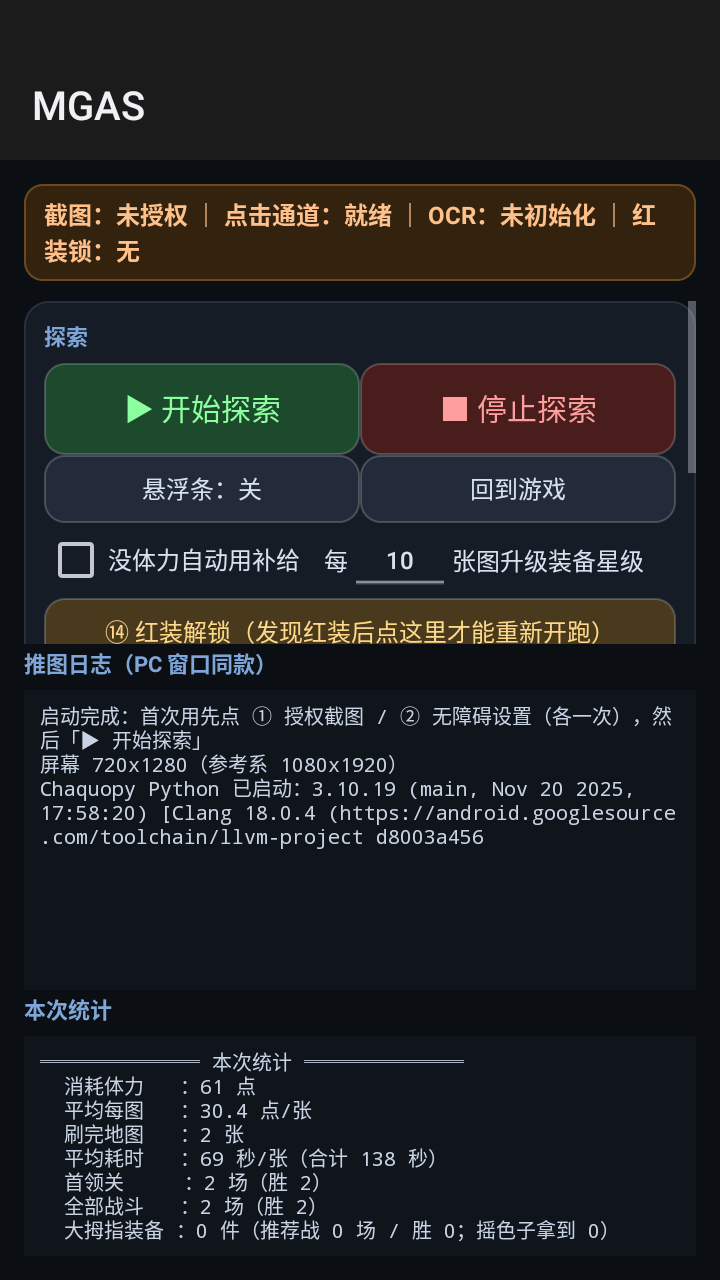 MGAS
截图：未授权 ｜ 点击通道：就绪 ｜ OCR：未初始化 ｜ 红
装锁：无
探索
▶ 开始探索
■ 停止探索
悬浮条：关
回到游戏
没体力自动用补给 每 10 张图升级装备星级
⑭ 红装解锁（发现红装后点这里才能重新开跑）
推图日志（PC 窗口同款）
启动完成：首次用先点 ① 授权截图 / ② 无障碍设置（各一次），然
后「▶ 开始探索」
屏幕 720x1280（参考系 1080x1920）
Chaquopy Python 已启动：3.10.19 (main, Nov 20 2025,
17:58:20) [Clang 18.0.4 (https://android.googlesource
.com/toolchain/llvm-project d8003a456
本次统计
════════ 本次统计 ════════
消耗体力 ：61 点
平均每图 ：30.4 点/张
刷完地图 ：2 张
平均耗时 ：69 秒/张（合计 138 秒）
首领关 ：2 场（胜 2）
全部战斗 ：2 场（胜 2）
大拇指装备 ：0 件（推荐战 0 场 / 胜 0；摇色子拿到 0）